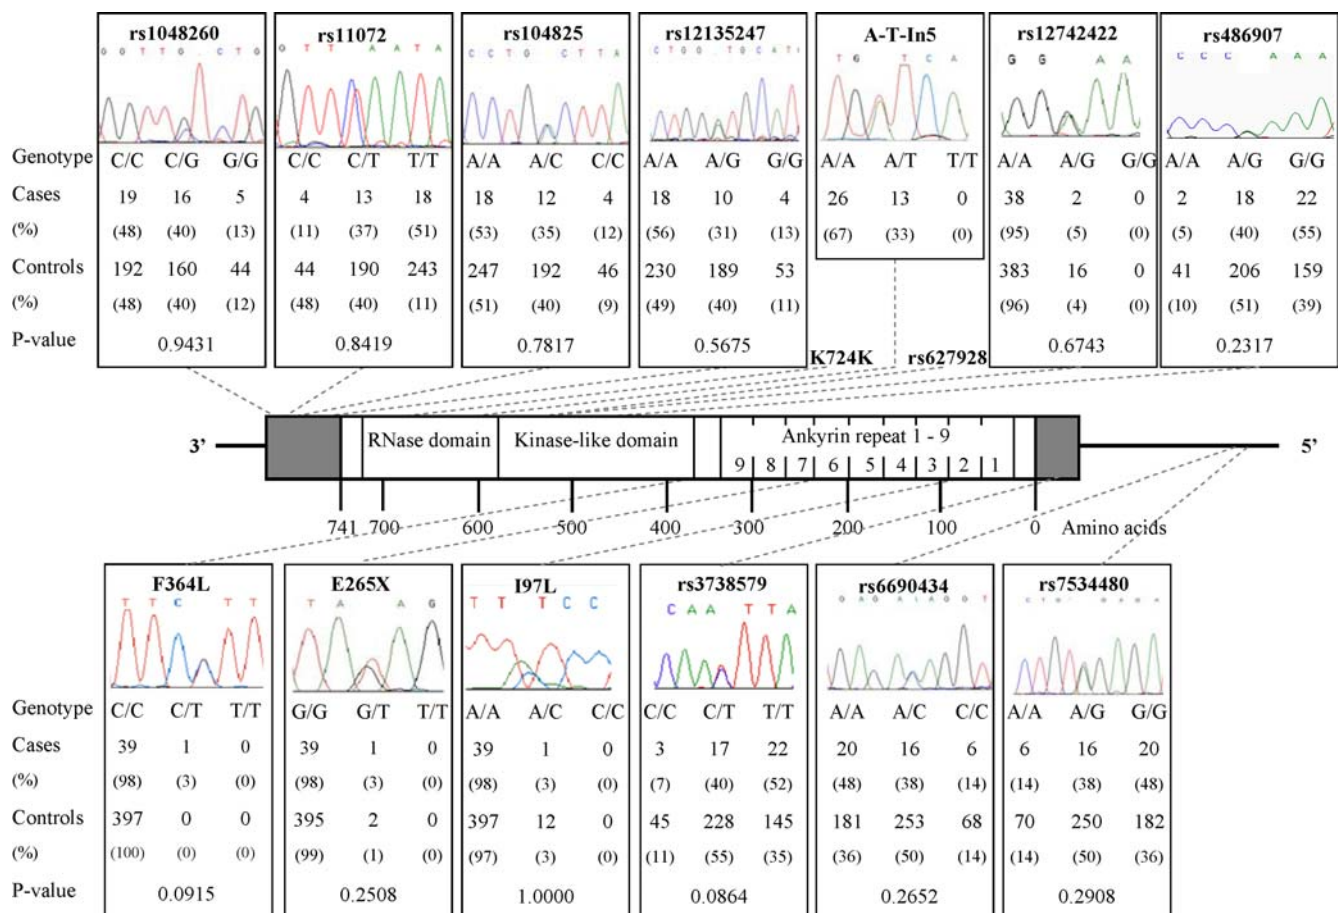 rs1048260 rs11072 rs104825 rs12135247 A-T-In5 rs12742422 rs486907
G G T T G C T G G T T A A T A C C T G C T T A C T G G T G C A T T G T C A G G A A C C C A A A
Genotype C/C C/G G/G C/C C/T T/T A/A A/C C/C A/A A/G G/G A/A A/T T/T A/A A/G G/G A/A A/G G/G
Cases 19 16 5 4 13 18 18 12 4 18 10 4 26 13 0 38 2 0 2 18 22
(%) (48) (40) (13) (11) (37) (51) (53) (35) (12) (56) (31) (13) (67) (33) (0) (95) (5) (0) (5) (40) (55)
Controls 192 160 44 44 190 243 247 192 46 230 189 53 383 16 0 41 206 159
(%) (48) (40) (12) (48) (40) (11) (51) (40) (9) (49) (40) (11) (96) (4) (0) (10) (51) (39)
P-value 0.9431 0.8419 0.7817 0.5675 0.6743 0.2317
K724K rs627928
3’ RNase domain Kinase-like domain Ankyrin repeat 1 - 9 5’
9 8 7 6 5 4 3 2 1
741 700 600 500 400 300 200 100 0 Amino acids
F364L E265X I97L rs3738579 rs6690434 rs7534480
T T C T T T A A G T T T C C C A A T T A G A G A A G G T C T G G A G A
Genotype C/C C/T T/T G/G G/T T/T A/A A/C C/C C/C C/T T/T A/A A/C C/C A/A A/G G/G
Cases 39 1 0 39 1 0 39 1 0 3 17 22 20 16 6 6 16 20
(%) (98) (3) (0) (98) (3) (0) (98) (3) (0) (7) (40) (52) (48) (38) (14) (14) (38) (48)
Controls 397 0 0 395 2 0 397 12 0 45 228 145 181 253 68 70 250 182
(%) (100) (0) (0) (99) (1) (0) (97) (3) (0) (11) (55) (35) (36) (50) (14) (14) (50) (36)
P-value 0.0915 0.2508 1.0000 0.0864 0.2652 0.2908